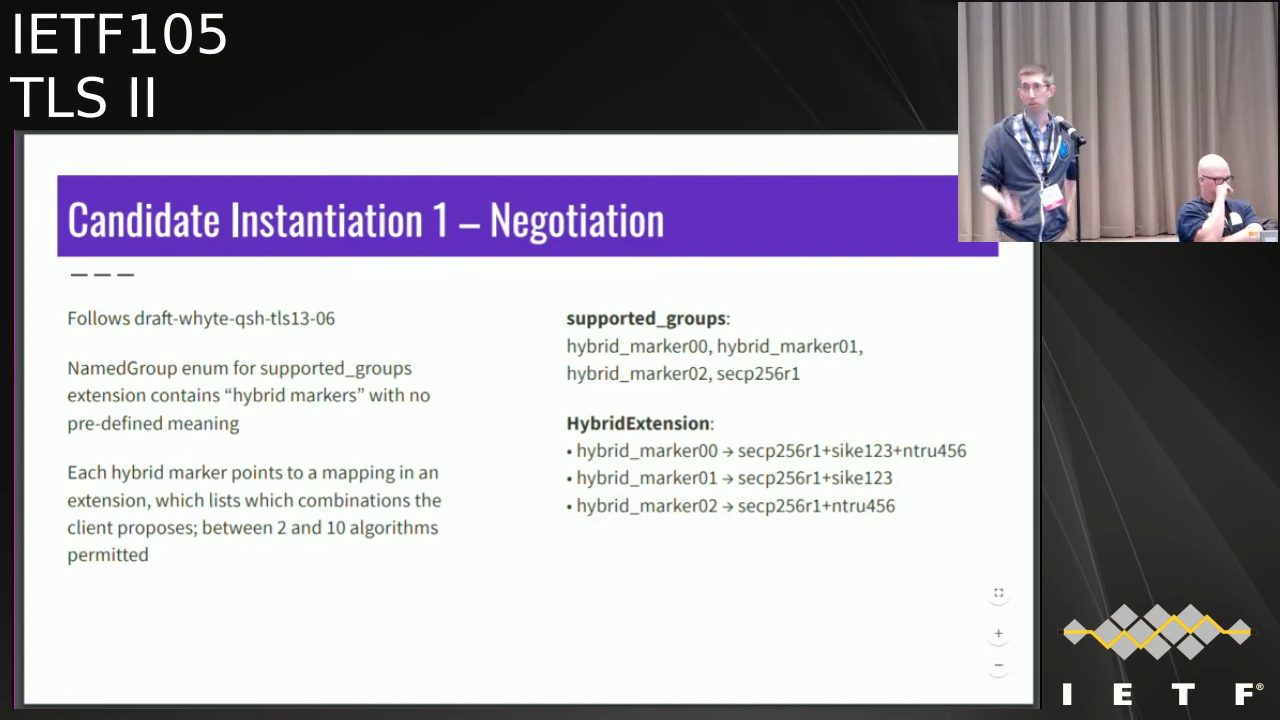 IETF105
TLS II
Candidate Instantiation 1 – Negotiation
Follows draft-whyte-qsh-tls13-06
NamedGroup enum for supported_groups
extension contains “hybrid markers” with no
pre-defined meaning
Each hybrid marker points to a mapping in an
extension, which lists which combinations the
client proposes; between 2 and 10 algorithms
permitted
supported_groups:
hybrid_marker00, hybrid_marker01,
hybrid_marker02, secp256r1
HybridExtension:
• hybrid_marker00 → secp256r1+sike123+ntru456
• hybrid_marker01 → secp256r1+sike123
• hybrid_marker02 → secp256r1+ntru456
I E T F®